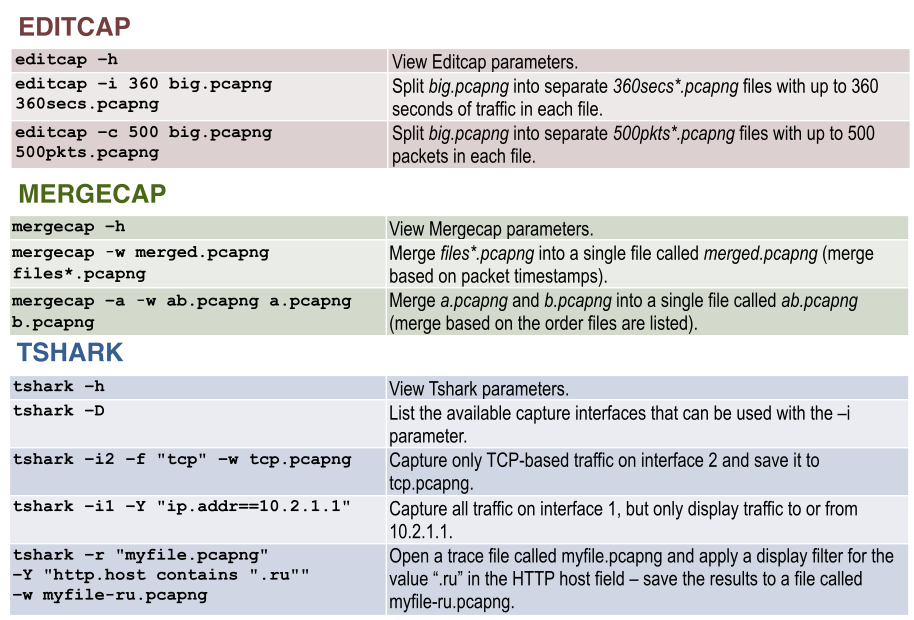 EDITCAP
editcap –h
View Editcap parameters.
editcap –i 360 big.pcapng
360secs.pcapng
Split big.pcapng into separate 360secs*.pcapng files with up to 360
seconds of traffic in each file.
editcap –c 500 big.pcapng
500pkts.pcapng
Split big.pcapng into separate 500pkts*.pcapng files with up to 500
packets in each file.
MERGECAP
mergecap –h
View Mergecap parameters.
mergecap -w merged.pcapng
files*.pcapng
Merge files*.pcapng into a single file called merged.pcapng (merge
based on packet timestamps).
mergecap –a -w ab.pcapng a.pcapng
b.pcapng
Merge a.pcapng and b.pcapng into a single file called ab.pcapng
(merge based on the order files are listed).
TSHARK
tshark –h
View Tshark parameters.
tshark –D
List the available capture interfaces that can be used with the –i
parameter.
tshark –i2 –f "tcp" –w tcp.pcapng
Capture only TCP-based traffic on interface 2 and save it to
tcp.pcapng.
tshark –i1 –Y "ip.addr==10.2.1.1"
Capture all traffic on interface 1, but only display traffic to or from
10.2.1.1.
tshark –r "myfile.pcapng"
–Y "http.host contains ".ru""
–w myfile-ru.pcapng
Open a trace file called myfile.pcapng and apply a display filter for the
value “.ru” in the HTTP host field – save the results to a file called
myfile-ru.pcapng.